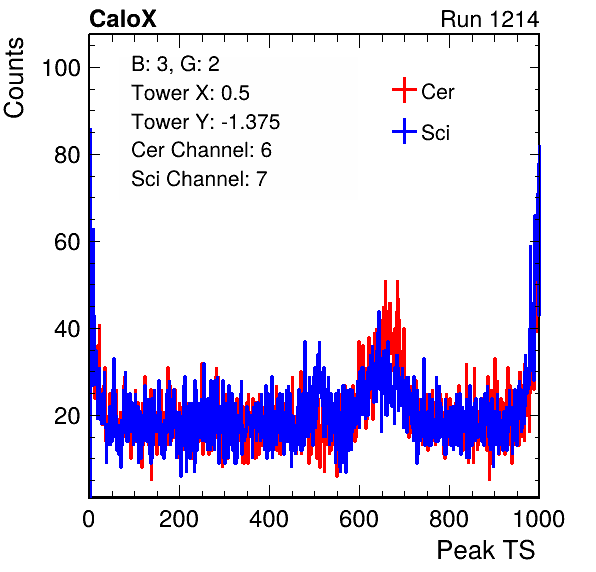 CaloX Run 1214
Counts
B: 3, G: 2
Tower X: 0.5
Tower Y: -1.375
Cer Channel: 6
Sci Channel: 7
Cer
Sci
100
80
60
40
20
0 200 400 600 800 1000
Peak TS